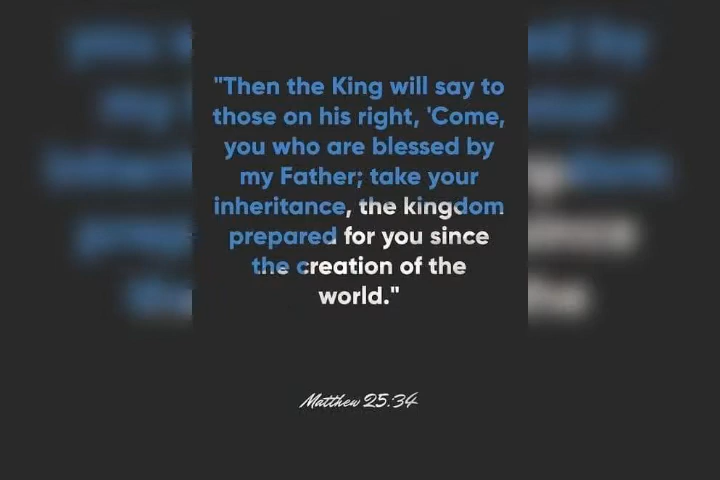 "Then the King will say to
those on his right, 'Come,
you who are blessed by
my Father; take your
inheritance, the kingdom
prepared for you since
the creation of the
world."
Matthew 25:34